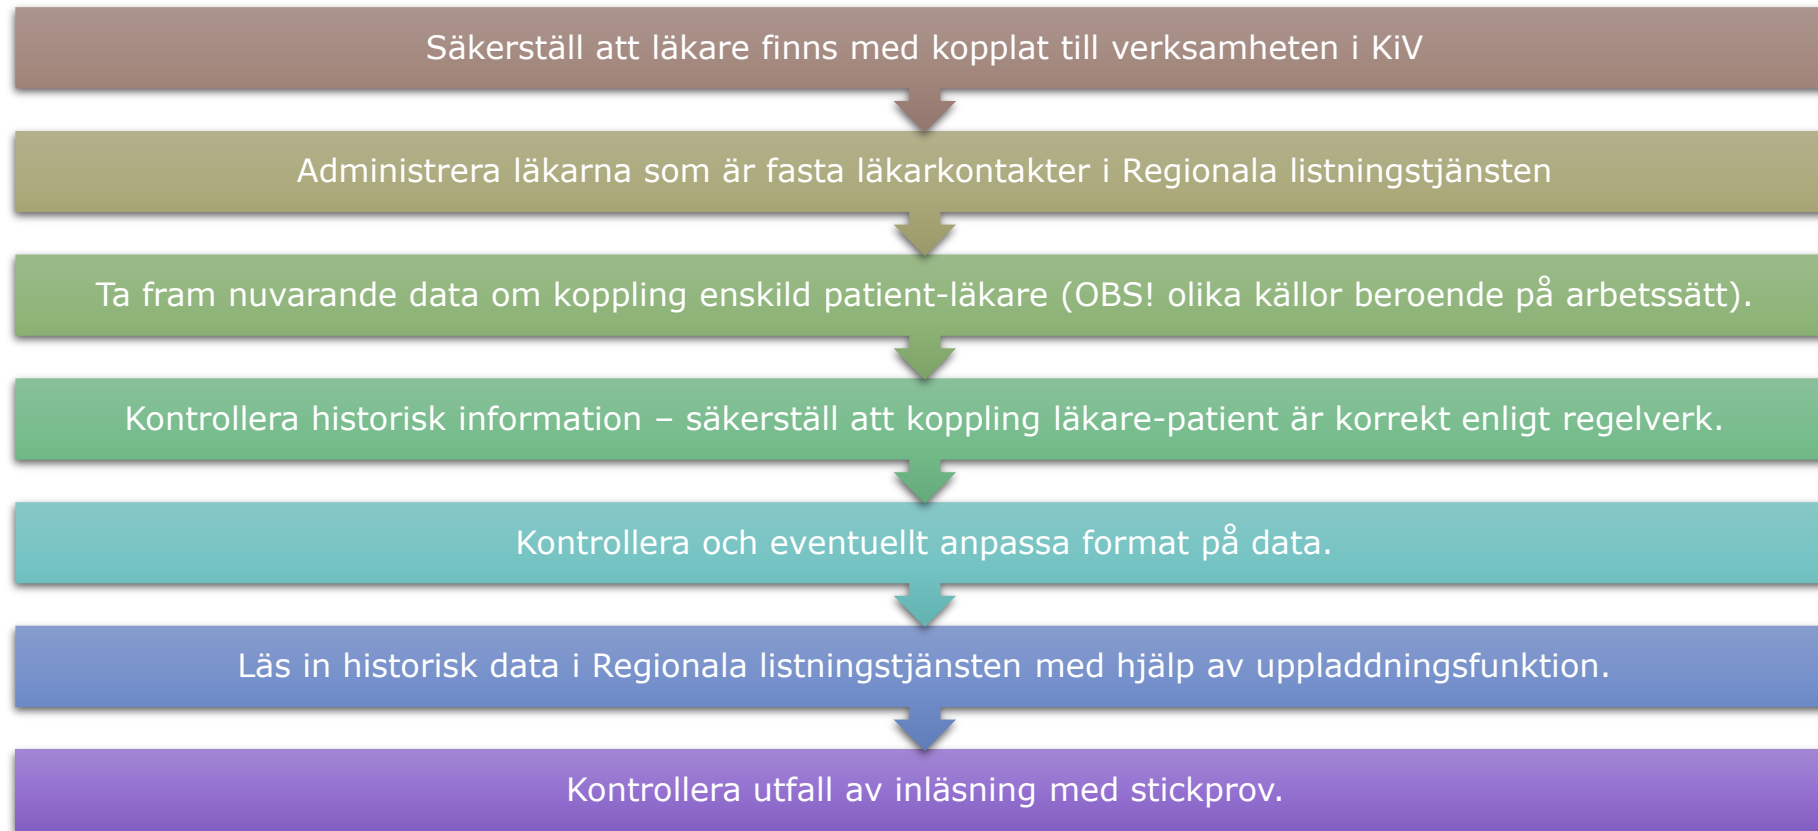 Säkerställ att läkare finns med kopplat till verksamheten i KiV
Administrera läkarna som är fasta läkarkontakter i Regionala listningstjänsten
Ta fram nuvarande data om koppling enskild patient-läkare (OBS! olika källor beroende på arbetssätt).
Kontrollera historisk information – säkerställ att koppling läkare-patient är korrekt enligt regelverk.
Kontrollera och eventuellt anpassa format på data.
Läs in historisk data i Regionala listningstjänsten med hjälp av uppladdningsfunktion.
Kontrollera utfall av inläsning med stickprov.